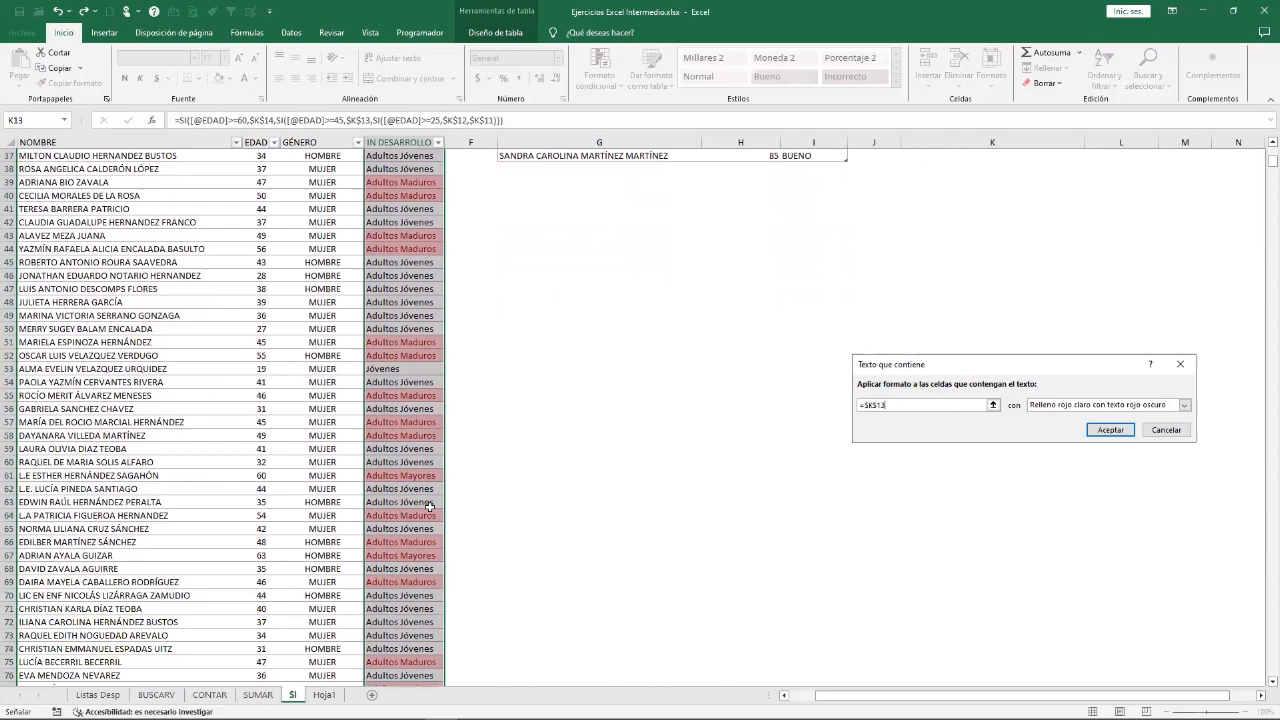 Herramientas de tabla
Ejercicios Excel Intermedio.xlsx - Excel
Inic. ses.
Archivo Inicio Insertar Disposición de página Fórmulas Datos Revisar Vista Programador Diseño de tabla ¿Qué deseas hacer?
Pegar
Cortar
Copiar
Copiar formato
Portapapeles
N K S
Fuente
Ajustar texto
Combinar y centrar
Alineación
General
$ % 000
Número
Formato condicional
Dar formato como tabla
Millares 2 Moneda 2 Porcentaje 2
Normal Bueno Incorrecto
Estilos
Insertar Eliminar Formato
Celdas
Autosuma
Rellenar
Borrar
Ordenar y filtrar
Buscar y seleccionar
Edición
Complementos
Complementos
K13 fx =SI([@EDAD]>=60,$K$14,SI([@EDAD]>=45,$K$13,SI([@EDAD]>=25,$K$12,$K$11)))
NOMBRE EDAD GÉNERO IN DESARROLLO F G H I J K L M N
37 MILTON CLAUDIO HERNANDEZ BUSTOS 34 HOMBRE Adultos Jóvenes SANDRA CAROLINA MARTÍNEZ MARTÍNEZ 85 BUENO
38 ROSA ANGELICA CALDERÓN LÓPEZ 37 MUJER Adultos Jóvenes
39 ADRIANA BIO ZAVALA 47 MUJER Adultos Maduros
40 CECILIA MORALES DE LA ROSA 50 MUJER Adultos Maduros
41 TERESA BARRERA PATRICIO 44 MUJER Adultos Jóvenes
42 CLAUDIA GUADALUPE HERNANDEZ FRANCO 37 MUJER Adultos Jóvenes
43 ALAVEZ MEZA JUANA 49 MUJER Adultos Maduros
44 YAZMÍN RAFAELA ALICIA ENCALADA BASULTO 56 MUJER Adultos Maduros
45 ROBERTO ANTONIO ROURA SAAVEDRA 43 HOMBRE Adultos Jóvenes
46 JONATHAN EDUARDO NOTARIO HERNANDEZ 28 HOMBRE Adultos Jóvenes
47 LUIS ANTONIO DESCOMPS FLORES 38 HOMBRE Adultos Jóvenes
48 JULIETA HERRERA GARCÍA 39 MUJER Adultos Jóvenes
49 MARINA VICTORIA SERRANO GONZAGA 36 MUJER Adultos Jóvenes
50 MERRY SUGEY BALAM ENCALADA 27 MUJER Adultos Jóvenes
51 MARIELA ESPINOZA HERNÁNDEZ 45 MUJER Adultos Maduros
52 OSCAR LUIS VELAZQUEZ VERDUGO 55 HOMBRE Adultos Maduros
53 ALMA EVELIN VELAZQUEZ URQUIDEZ 19 MUJER Jóvenes
54 PAOLA YAZMÍN CERVANTES RIVERA 41 MUJER Adultos Jóvenes
55 ROCÍO MERIT ÁLVAREZ MENESES 46 MUJER Adultos Maduros
56 GABRIELA SANCHEZ CHAVEZ 31 MUJER Adultos Jóvenes
57 MARÍA DEL ROCIO MARCIAL HERNÁNDEZ 45 MUJER Adultos Maduros
58 DAYANARA VILLEDA MARTÍNEZ 49 MUJER Adultos Maduros
59 LAURA OLIVIA DIAZ TEOBA 41 MUJER Adultos Jóvenes
60 RAQUEL DE MARIA SOLIS ALFARO 32 MUJER Adultos Jóvenes
61 L.E ESTHER HERNÁNDEZ SAGAHÓN 60 MUJER Adultos Mayores
62 L.E. LUCÍA PINEDA SANTIAGO 44 MUJER Adultos Jóvenes
63 EDWIN RAÚL HERNÁNDEZ PERALTA 35 HOMBRE Adultos Jóvenes
64 L.A PATRICIA FIGUEROA HERNANDEZ 54 MUJER Adultos Maduros
65 NORMA LILIANA CRUZ SÁNCHEZ 42 MUJER Adultos Jóvenes
66 EDILBER MARTÍNEZ SÁNCHEZ 48 HOMBRE Adultos Maduros
67 ADRIAN AYALA GUIZAR 63 HOMBRE Adultos Mayores
68 DAVID ZAVALA AGUIRRE 35 HOMBRE Adultos Jóvenes
69 DAIRA MAYELA CABALLERO RODRÍGUEZ 46 MUJER Adultos Maduros
70 LIC EN ENF NICOLÁS LIZÁRRAGA ZAMUDIO 44 HOMBRE Adultos Jóvenes
71 CHRISTIAN KARLA DÍAZ TEOBA 40 MUJER Adultos Jóvenes
72 ILIANA CAROLINA HERNÁNDEZ BUSTOS 37 MUJER Adultos Jóvenes
73 RAQUEL EDITH NOGUEDAD AREVALO 34 MUJER Adultos Jóvenes
74 CHRISTIAN EMMANUEL ESPADAS UITZ 31 HOMBRE Adultos Jóvenes
75 LUCÍA BECERRIL BECERRIL 47 MUJER Adultos Maduros
76 EVA MENDOZA NEVAREZ 36 MUJER Adultos Jóvenes
Texto que contiene ?
Aplicar formato a las celdas que contengan el texto:
=$K$13 con Relleno rojo claro con texto rojo oscuro
Aceptar Cancelar
Listas Desp BUSCARV CONTAR SUMAR SI Hoja1
Señalar Accesibilidad: es necesario investigar 100%